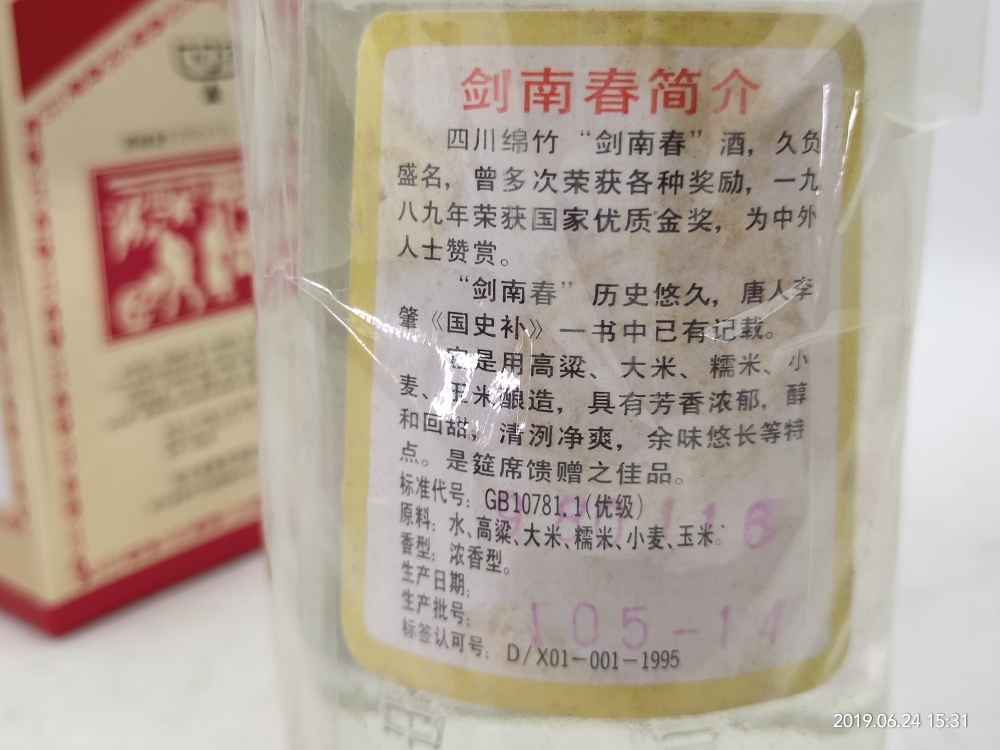 剑南春简介
四川绵竹“剑南春”酒，久负
盛名，曾多次荣获各种奖励，一九
八九年荣获国家优质金奖，为中外
人士赞赏。
“剑南春”历史悠久，唐人李
肇《国史补》一书中已有记载。
它是用高粱、大米、糯米、小
麦、玉米酿造，具有芳香浓郁，醇
和回甜，清洌净爽，余味悠长等特
点。是筵席馈赠之佳品。
标准代号：GB10781.1(优级)
原料：水、高粱、大米、糯米、小麦、玉米。
香型：浓香型。
生产日期：
生产批号：
105-14
标签认可号：D/X01-001-1995
2019.06.24 15:31